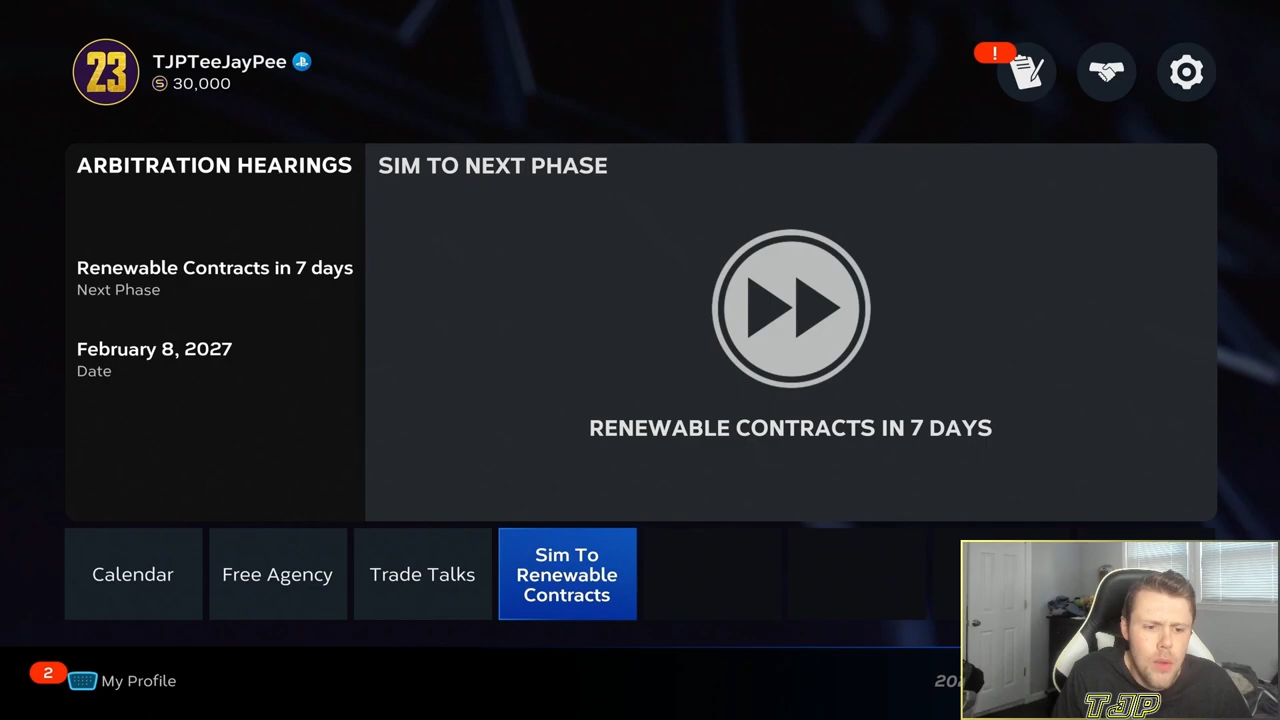 23
TJPTeeJayPee
S 30,000
!
ARBITRATION HEARINGS
SIM TO NEXT PHASE
Renewable Contracts in 7 days
Next Phase
February 8, 2027
Date
RENEWABLE CONTRACTS IN 7 DAYS
Calendar
Free Agency
Trade Talks
Sim To
Renewable
Contracts
2
My Profile
TJP